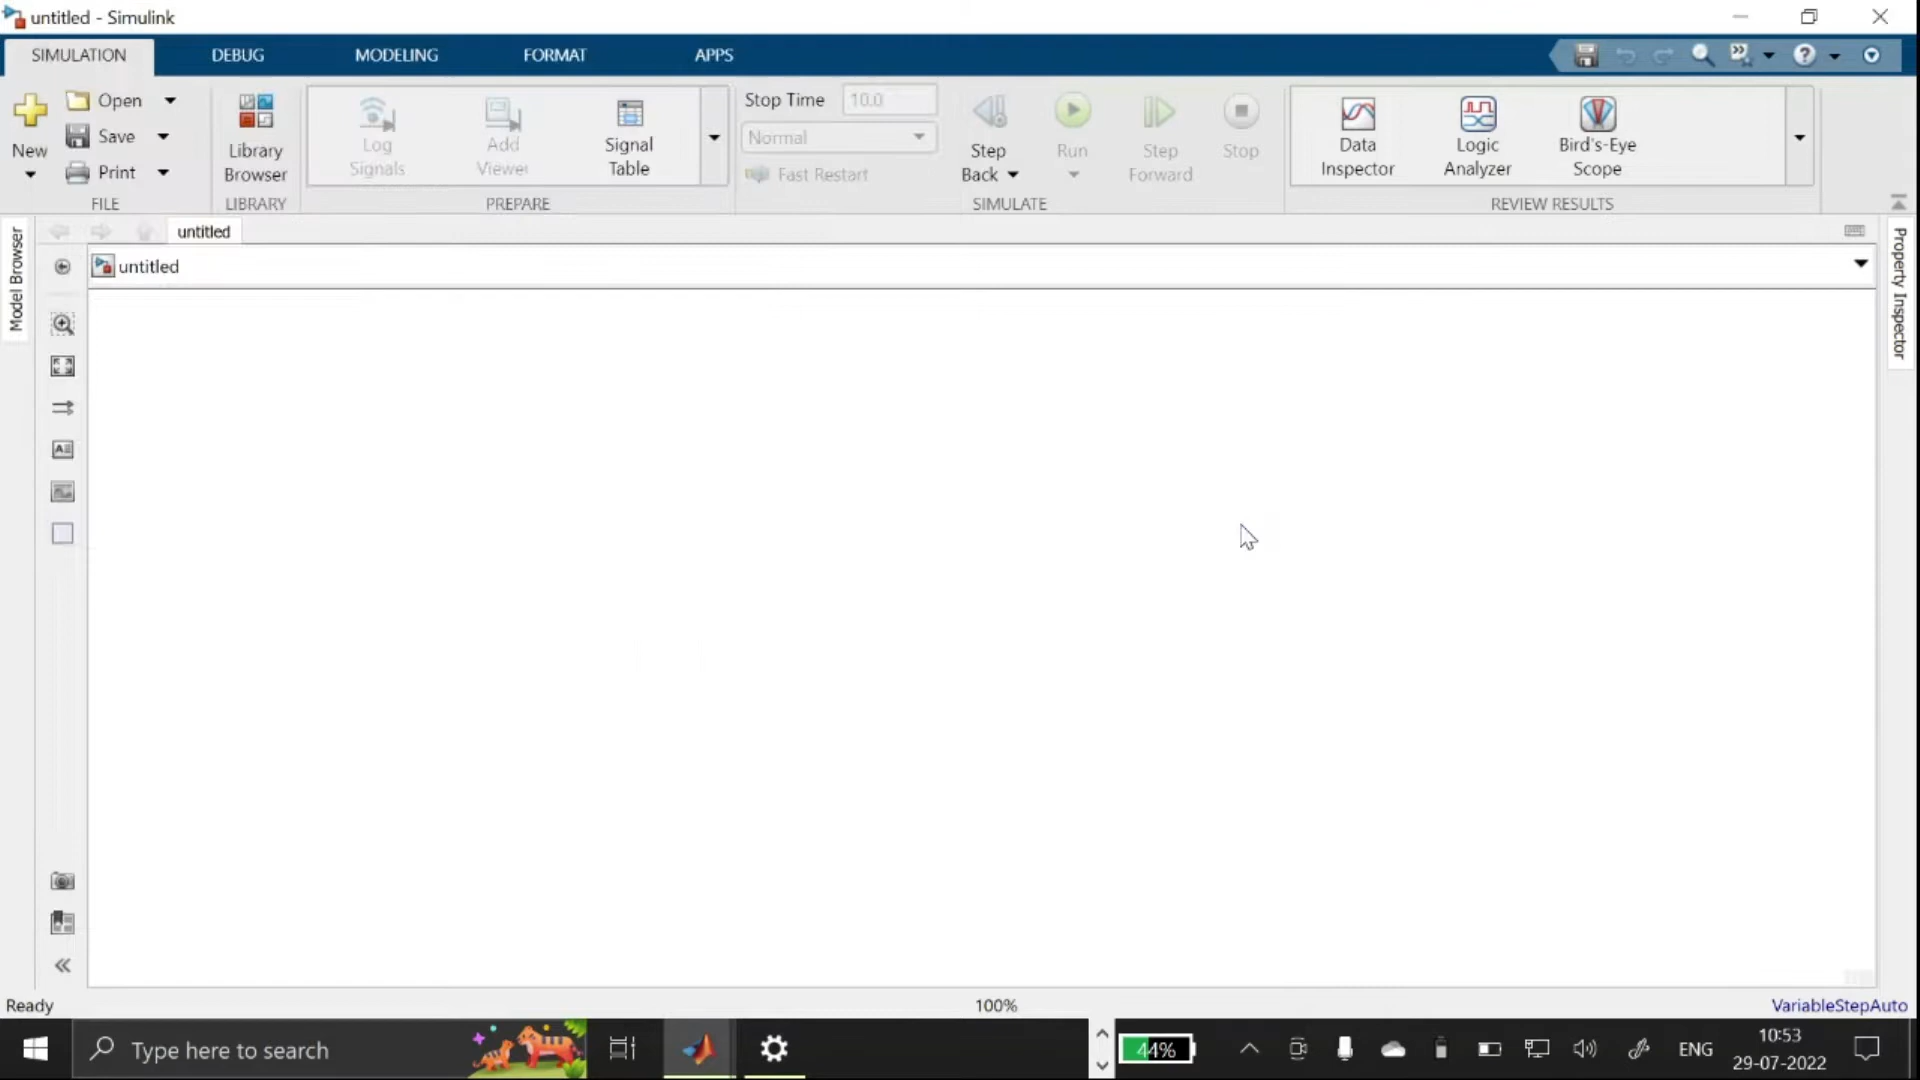 untitled - Simulink
SIMULATION DEBUG MODELING FORMAT APPS
New
Open
Save
Print
FILE
Library
Browser
LIBRARY
Log
Signals
Add
Viewer
Signal
Table
PREPARE
Stop Time 10.0
Normal
Fast Restart
Step
Back
Run
Step
Forward
Stop
SIMULATE
Data
Inspector
Logic
Analyzer
Bird's-Eye
Scope
REVIEW RESULTS
Model Browser
untitled
untitled
Property Inspector
Ready 100% VariableStepAuto
Type here to search
44%
ENG
10:53
29-07-2022